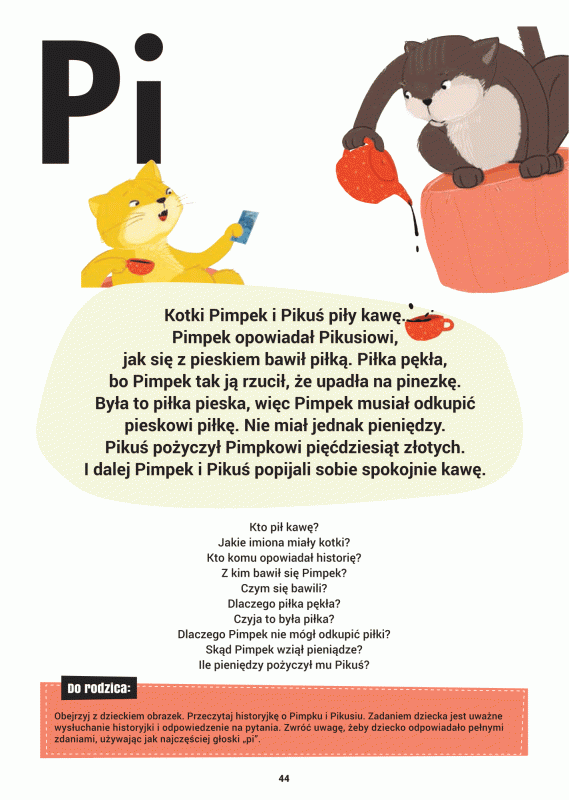 Pi
Kotki Pimpek i Pikuś piły kawę.
Pimpek opowiadał Pikusiowi,
jak się z pieskiem bawił piłką. Piłka pękła,
bo Pimpek tak ją rzucił, że upadła na pinezkę.
Była to piłka pieska, więc Pimpek musiał odkupić
pieskowi piłkę. Nie miał jednak pieniędzy.
Pikuś pożyczył Pimpkowi pięćdziesiąt złotych.
I dalej Pimpek i Pikuś popijali sobie spokojnie kawę.
Kto pił kawę?
Jakie imiona miały kotki?
Kto komu opowiadał historię?
Z kim bawił się Pimpek?
Czym się bawili?
Dlaczego piłka pękła?
Czyja to była piłka?
Dlaczego Pimpek nie mógł odkupić piłki?
Skąd Pimpek wziął pieniądze?
Ile pieniędzy pożyczył mu Pikuś?
Do rodzica:
Obejrzyj z dzieckiem obrazek. Przeczytaj historyjkę o Pimpku i Pikusiu. Zadaniem dziecka jest uważne
wysłuchanie historyjki i odpowiedzenie na pytania. Zwróć uwagę, żeby dziecko odpowiadało pełnymi
zdaniami, używając jak najczęściej głoski „pi”.
44